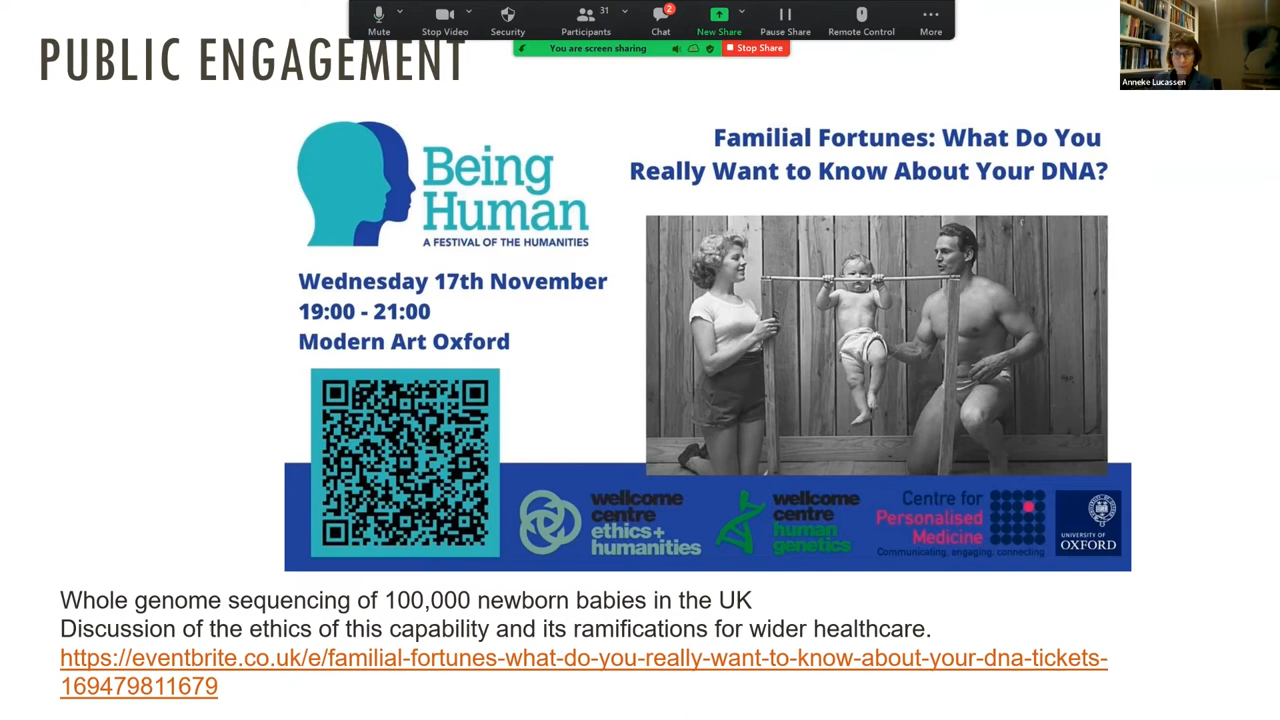 Mute
Stop Video
Security
31
Participants
2
Chat
New Share
Pause Share
Remote Control
More
You are screen sharing
Stop Share
Anneke Lucassen
PUBLIC ENGAGEMENT
Being
Human
A FESTIVAL OF THE HUMANITIES
Familial Fortunes: What Do You
Really Want to Know About Your DNA?
Wednesday 17th November
19:00 - 21:00
Modern Art Oxford
wellcome
centre
ethics+
humanities
wellcome
centre
human
genetics
Centre for
Personalised
Medicine
Communicating, engaging, connecting
UNIVERSITY OF
OXFORD
Whole genome sequencing of 100,000 newborn babies in the UK
Discussion of the ethics of this capability and its ramifications for wider healthcare.
https://eventbrite.co.uk/e/familial-fortunes-what-do-you-really-want-to-know-about-your-dna-tickets-
169479811679